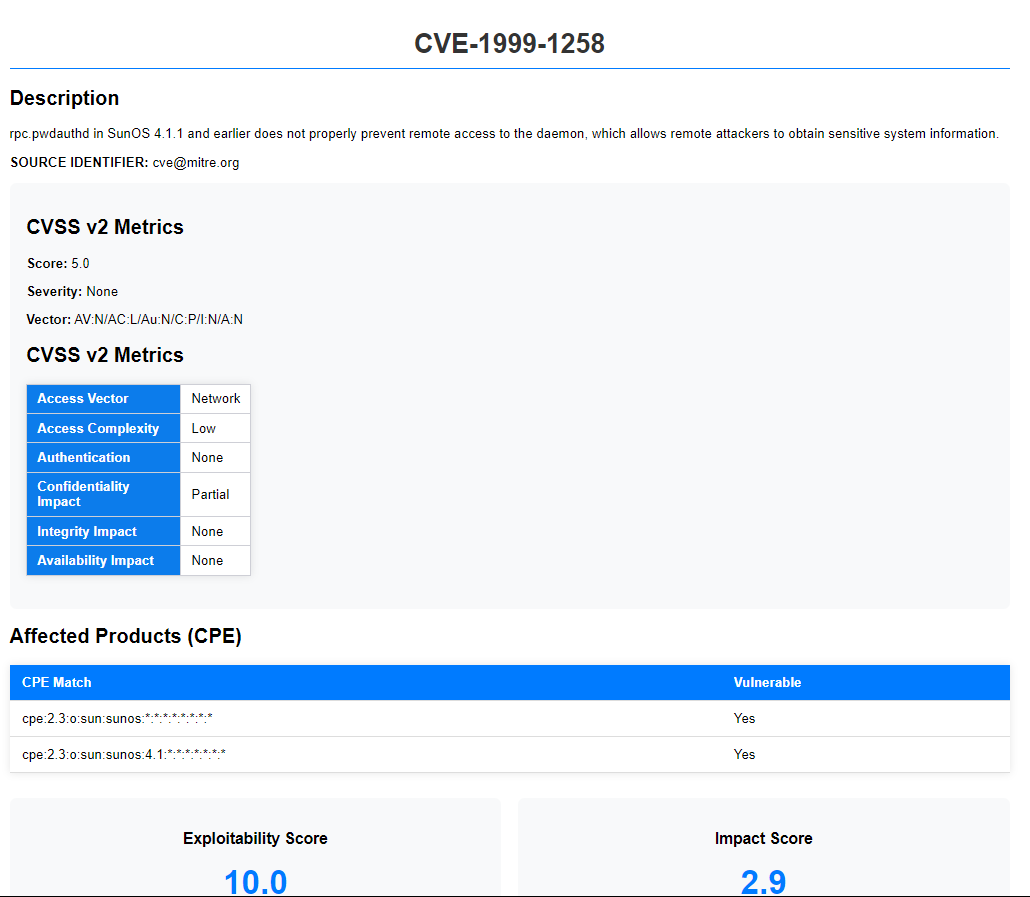 CVE-1999-1258
Description
rpc.pwdauthd in SunOS 4.1.1 and earlier does not properly prevent remote access to the daemon, which allows remote attackers to obtain sensitive system information.
SOURCE IDENTIFIER: cve@mitre.org
CVSS v2 Metrics
Score: 5.0
Severity: None
Vector: AV:N/AC:L/Au:N/C:P/I:N/A:N
CVSS v2 Metrics
Access Vector Network
Access Complexity Low
Authentication None
Confidentiality
Impact Partial
Integrity Impact None
Availability Impact None
Affected Products (CPE)
CPE Match Vulnerable
cpe:2.3:o:sun:sunos:*:*:*:*:*:*:*:* Yes
cpe:2.3:o:sun:sunos:4.1:*:*:*:*:*:*:* Yes
Exploitability Score Impact Score
10.0 2.9